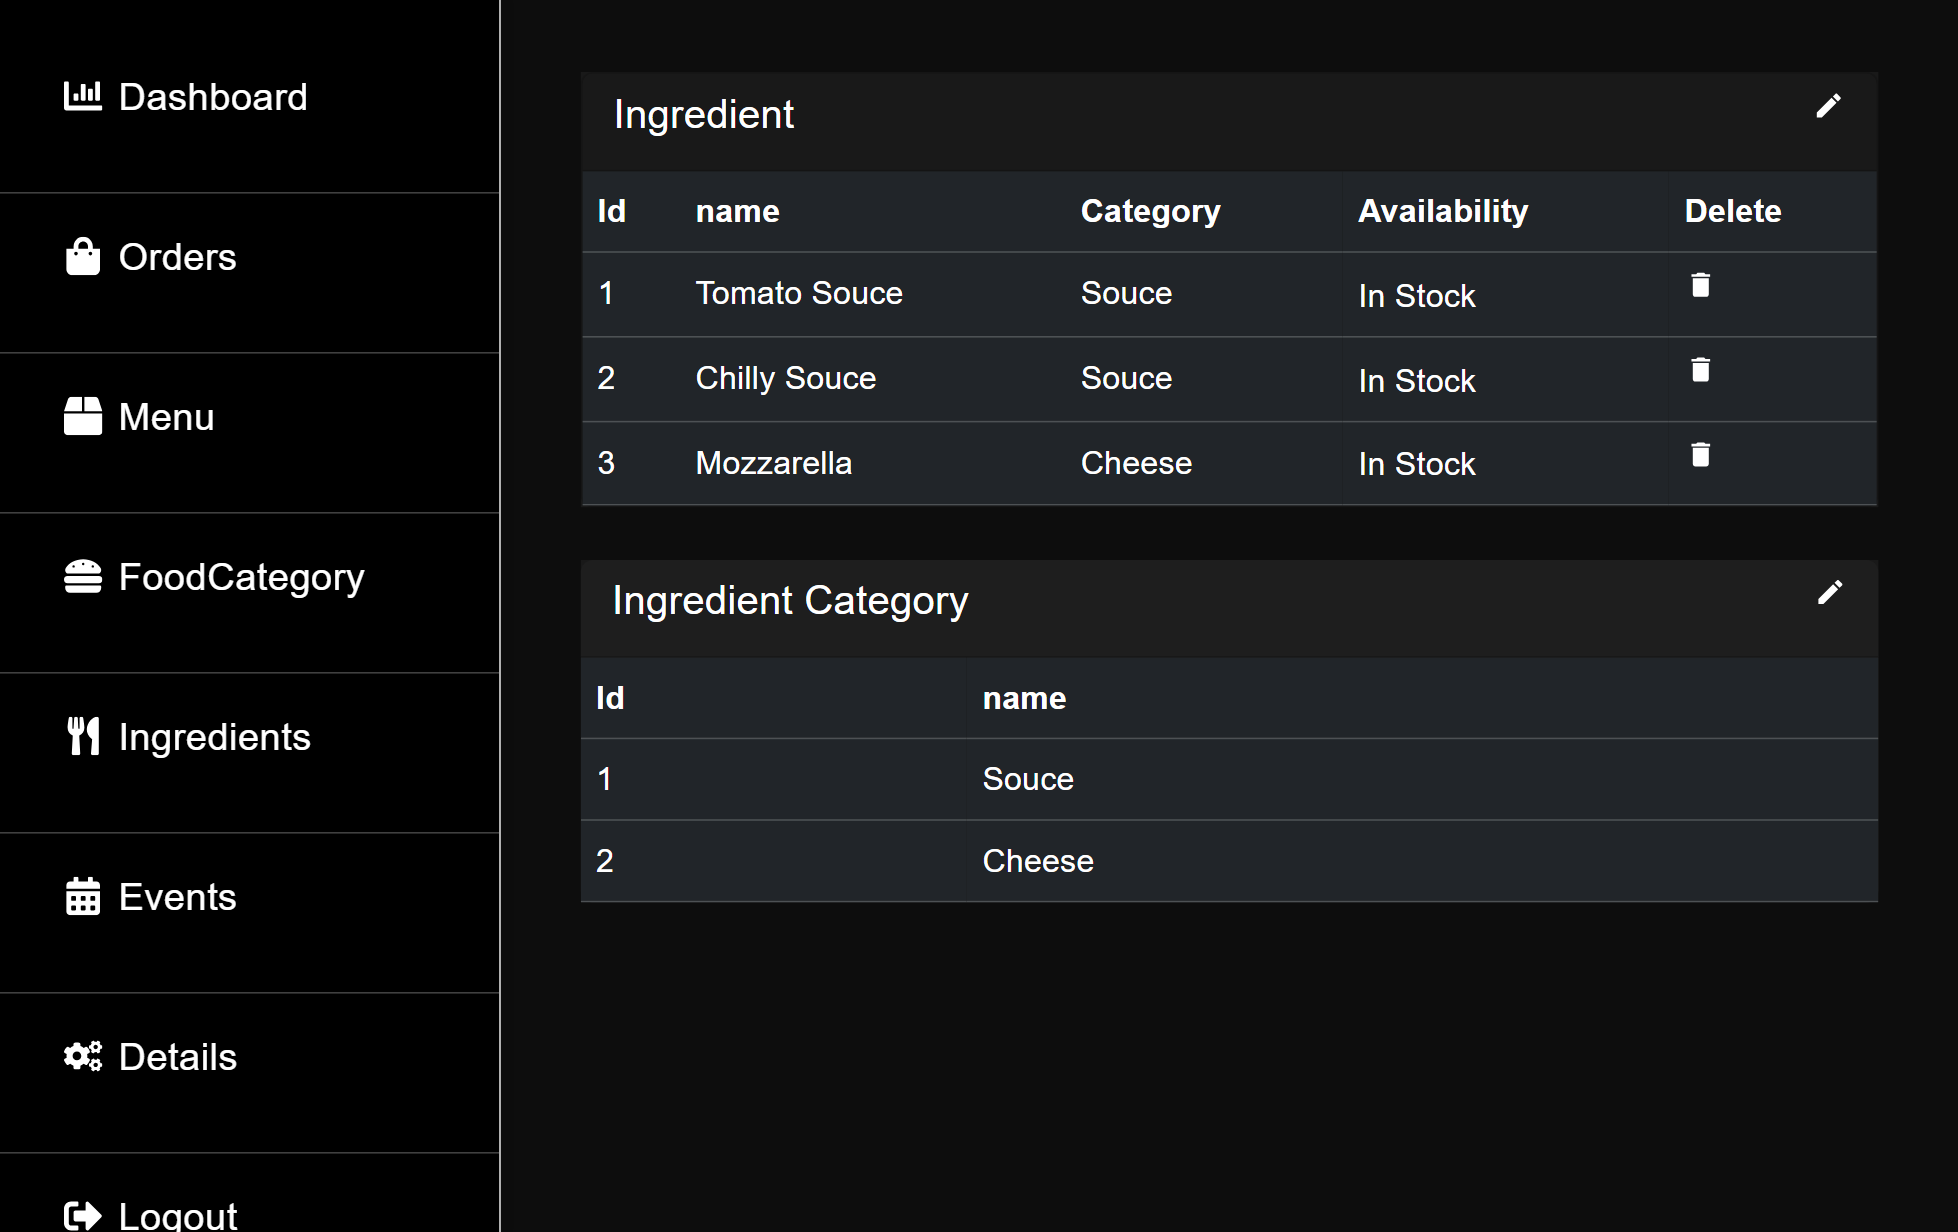 Dashboard
Orders
Menu
FoodCategory
Ingredients
Events
Details
Logout
Ingredient
Id name Category Availability Delete
1 Tomato Souce Souce In Stock
2 Chilly Souce Souce In Stock
3 Mozzarella Cheese In Stock
Ingredient Category
Id name
1 Souce
2 Cheese